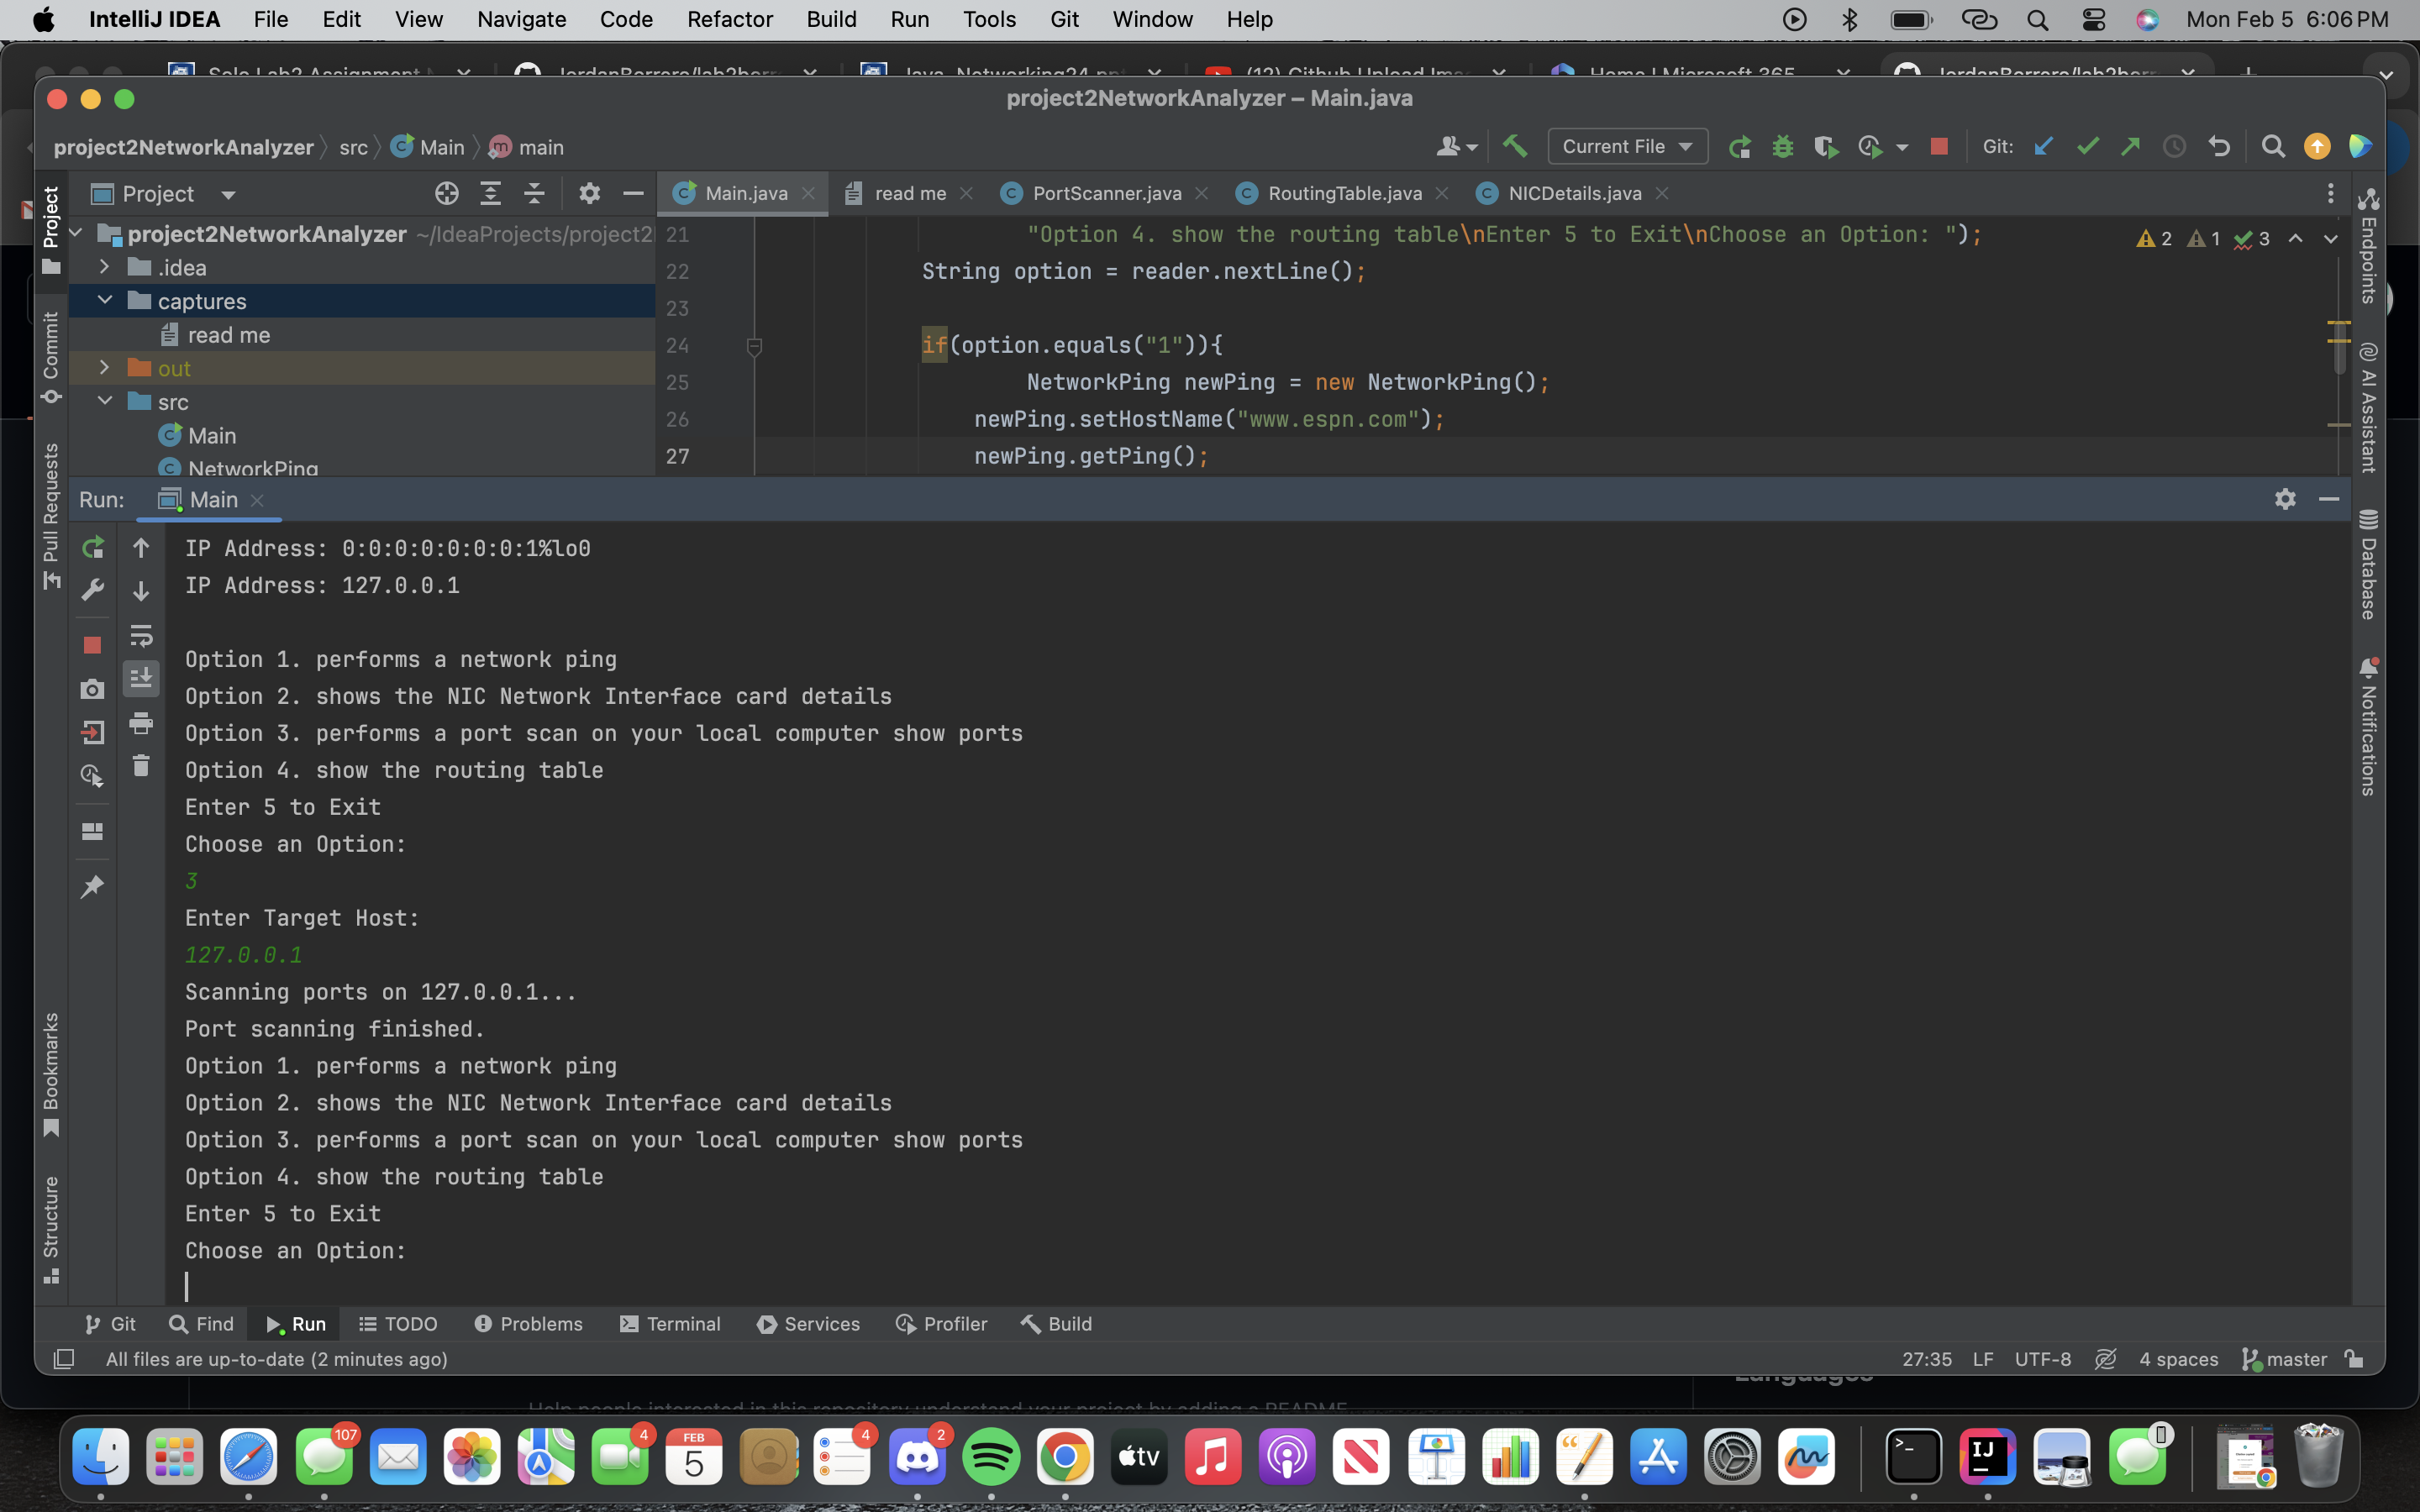 IntelliJ IDEA File Edit View Navigate Code Refactor Build Run Tools Git Window Help Mon Feb 5 6:06 PM
project2NetworkAnalyzer – Main.java
project2NetworkAnalyzer src Main main Current File Git:
Project Main.java read me PortScanner.java RoutingTable.java NICDetails.java
project2NetworkAnalyzer ~/IdeaProjects/project2
.idea
captures
read me
out
src
Main
NetworkPing
21 "Option 4. show the routing table\nEnter 5 to Exit\nChoose an Option: ");
2 1 3
22 String option = reader.nextLine();
23
24 if(option.equals("1")){
25 NetworkPing newPing = new NetworkPing();
26 newPing.setHostName("www.espn.com");
27 newPing.getPing();
Run: Main
IP Address: 0:0:0:0:0:0:0:1%lo0
IP Address: 127.0.0.1
Option 1. performs a network ping
Option 2. shows the NIC Network Interface card details
Option 3. performs a port scan on your local computer show ports
Option 4. show the routing table
Enter 5 to Exit
Choose an Option:
3
Enter Target Host:
127.0.0.1
Scanning ports on 127.0.0.1...
Port scanning finished.
Option 1. performs a network ping
Option 2. shows the NIC Network Interface card details
Option 3. performs a port scan on your local computer show ports
Option 4. show the routing table
Enter 5 to Exit
Choose an Option:
Project
Commit
Pull Requests
Bookmarks
Structure
Endpoints
AI Assistant
Database
Notifications
Git Find Run TODO Problems Terminal Services Profiler Build
All files are up-to-date (2 minutes ago) 27:35 LF UTF-8 4 spaces master
Languages
107 4 FEB 5 4 2 tv IJ